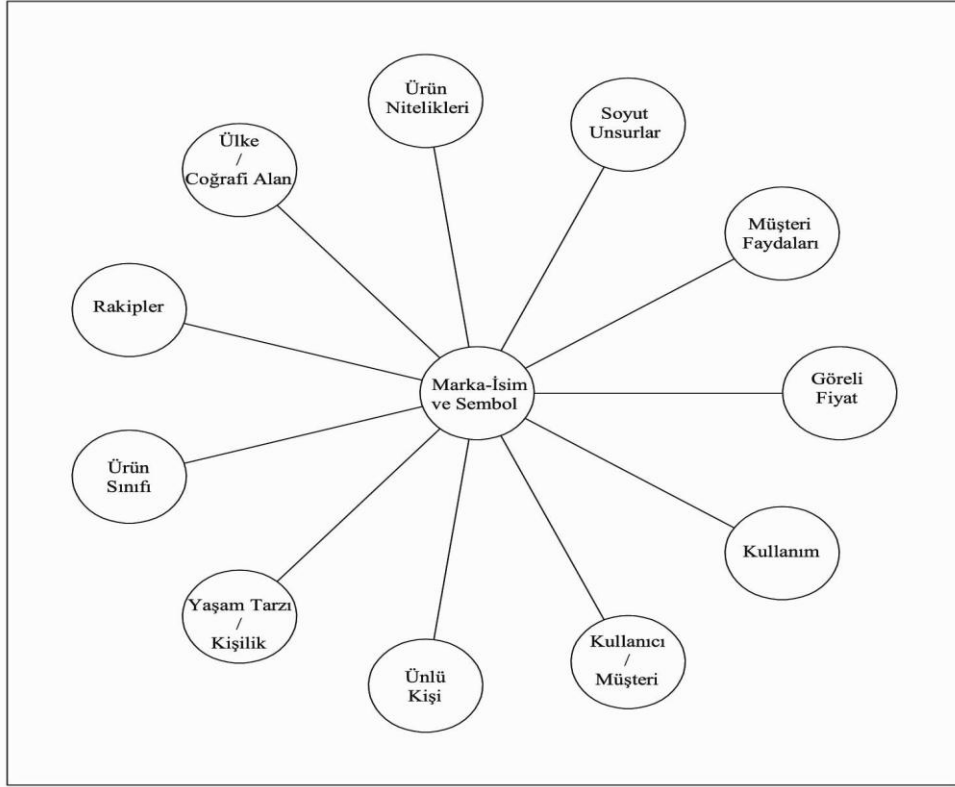 Ürün
Nitelikleri
Soyut
Unsurlar
Ülke
/
Coğrafi Alan
Müşteri
Faydaları
Rakipler
Marka-İsim
ve Sembol
Göreli
Fiyat
Ürün
Sınıfı
Kullanım
Yaşam Tarzı
/
Kişilik
Kullanıcı
/
Müşteri
Ünlü
Kişi